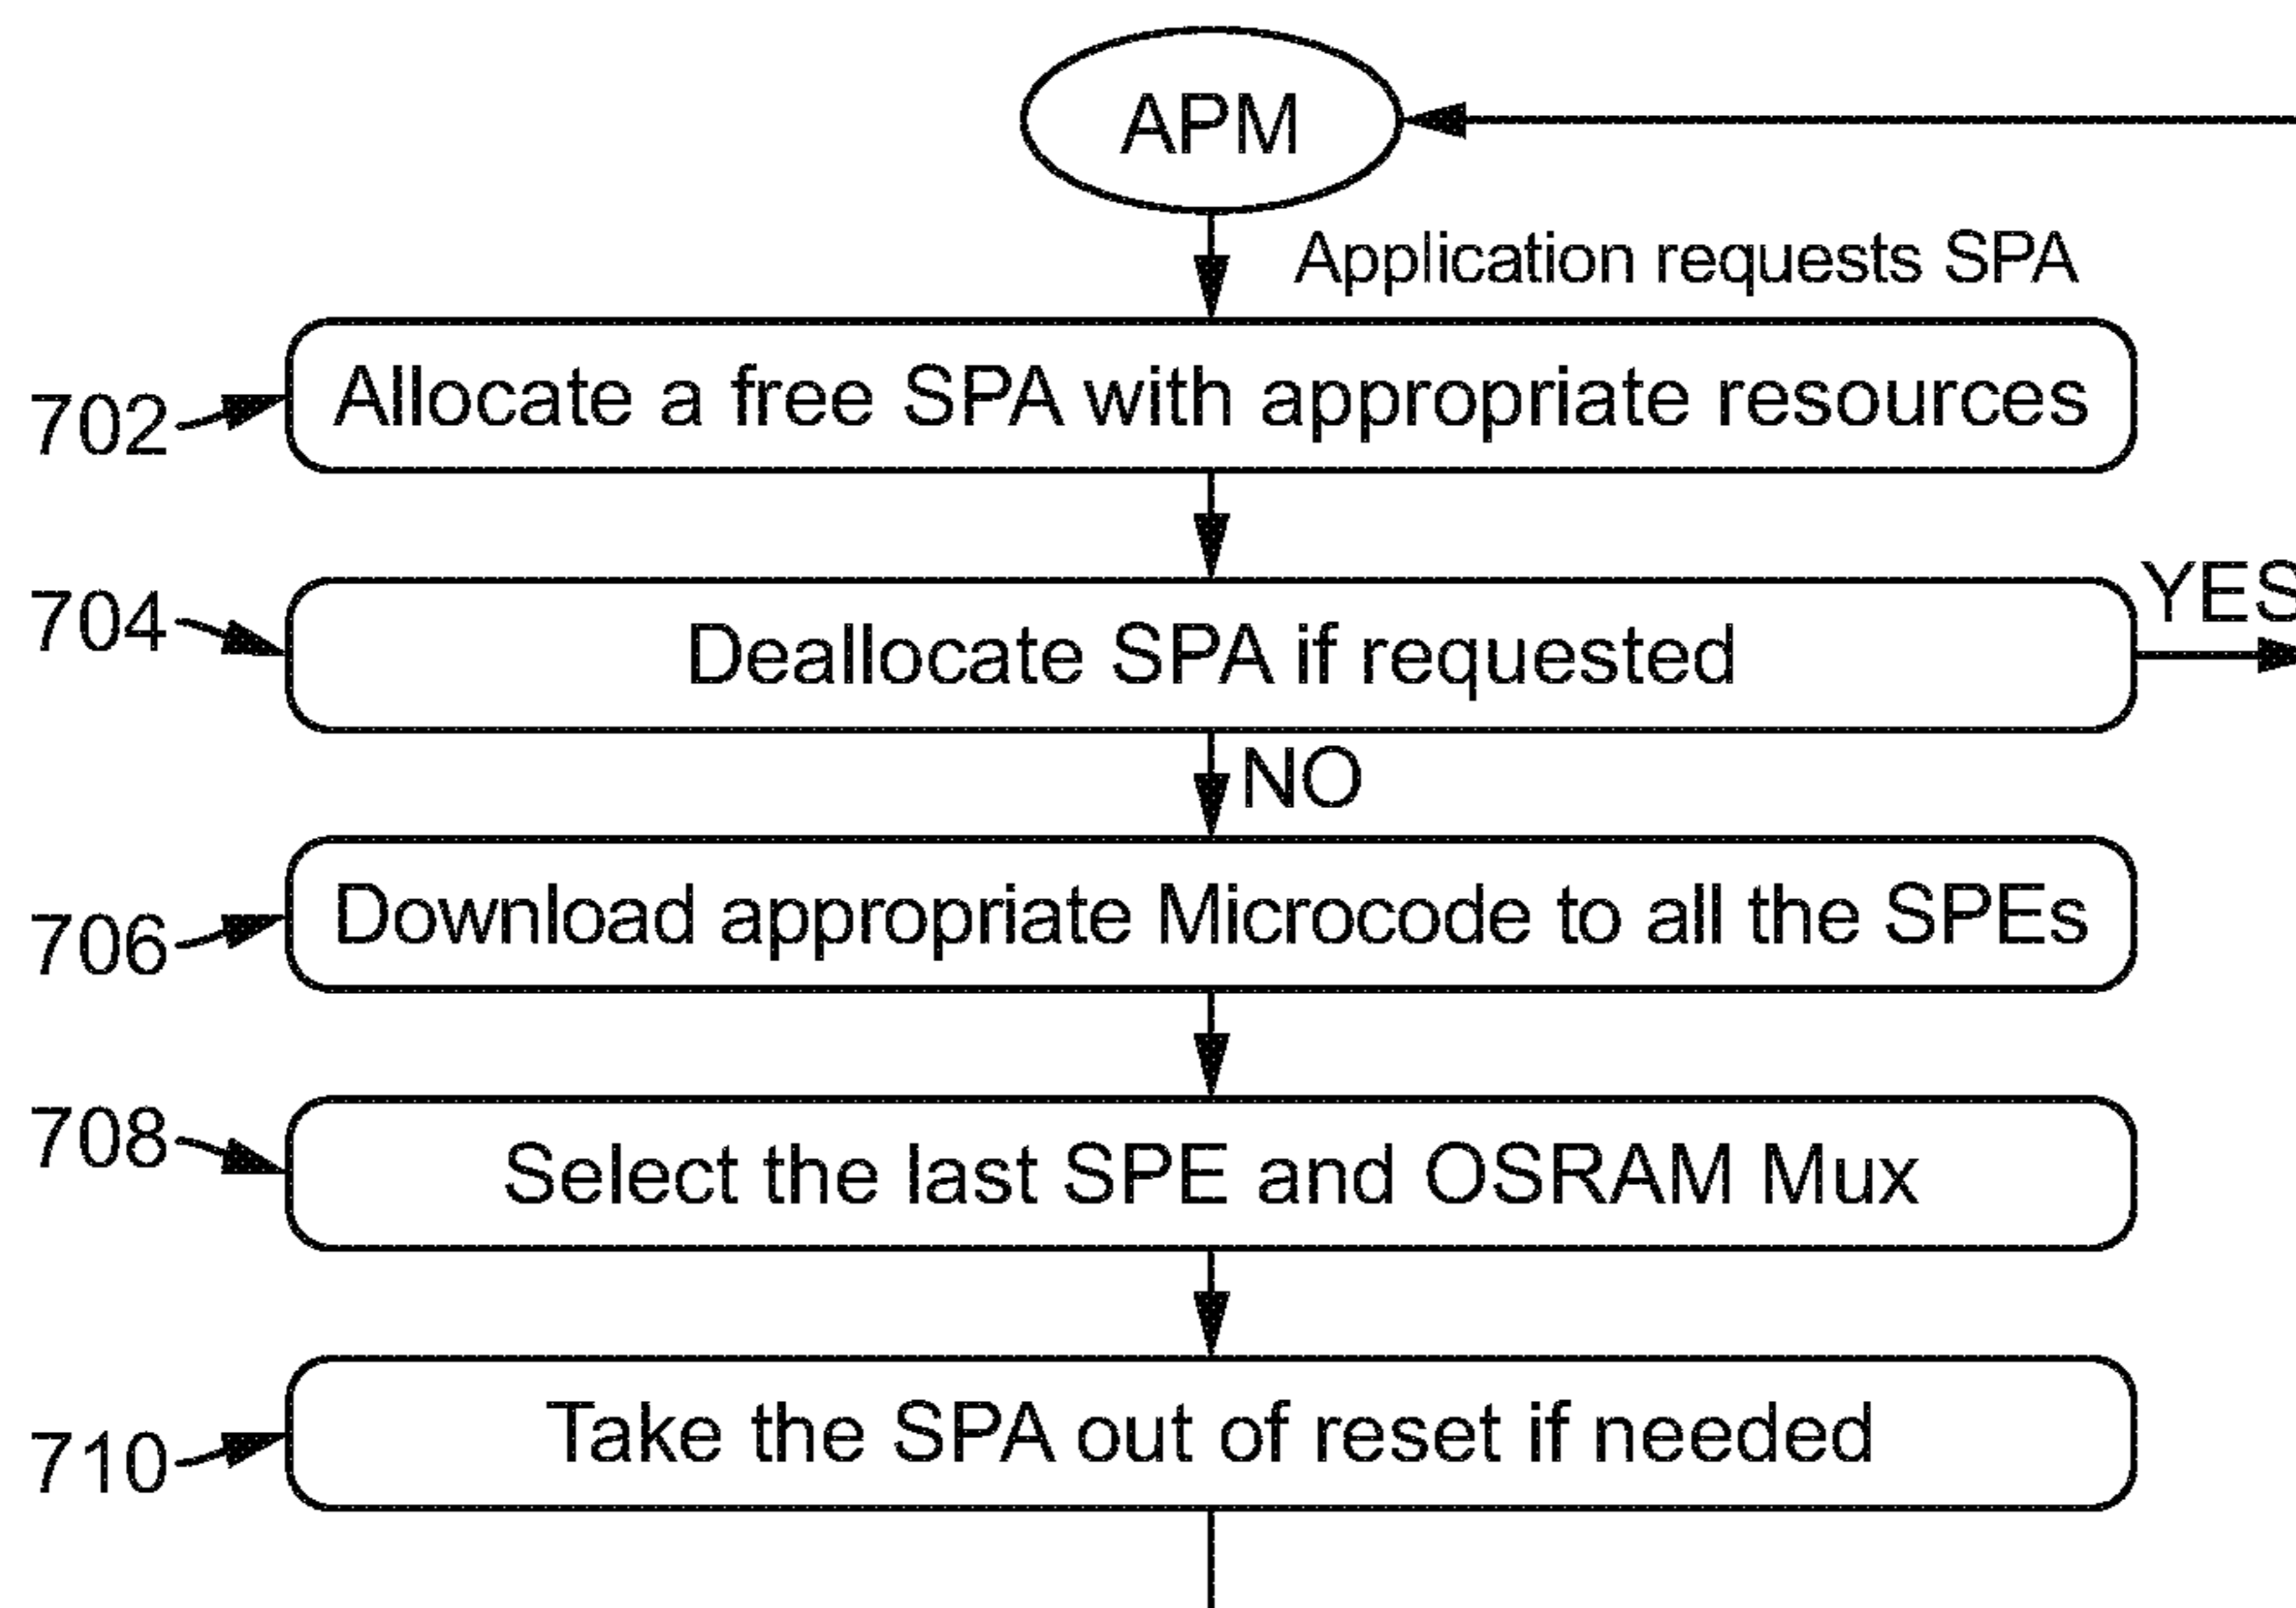 APM
Application requests SPA
702
Allocate a free SPA with appropriate resources
704
Deallocate SPA if requested
YES
NO
706
Download appropriate Microcode to all the SPEs
708
Select the last SPE and OSRAM Mux
710
Take the SPA out of reset if needed